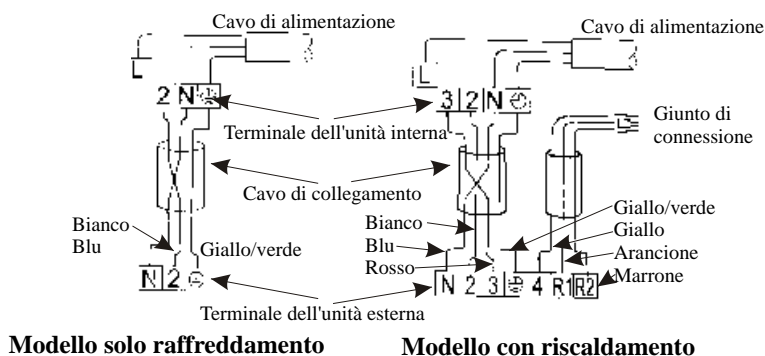 Cavo di alimentazione
Cavo di alimentazione
L
L
2 N
3 2 N
Terminale dell'unità interna
Giunto di
connessione
Cavo di collegamento
Bianco
Blu
Giallo/verde
Bianco
Blu
Rosso
Giallo/verde
Giallo
Arancione
Marrone
N 2
N 2 3 4 R1 R2
Terminale dell'unità esterna
Modello solo raffreddamento
Modello con riscaldamento